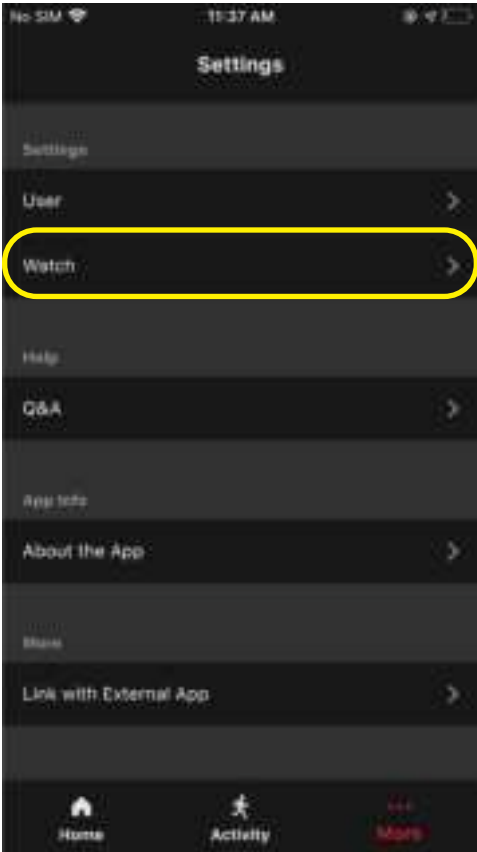 No SIM 11:37 AM
Settings
Settings
User
Watch
Help
Q&A
App Info
About the App
More
Link with External App
Home Activity More